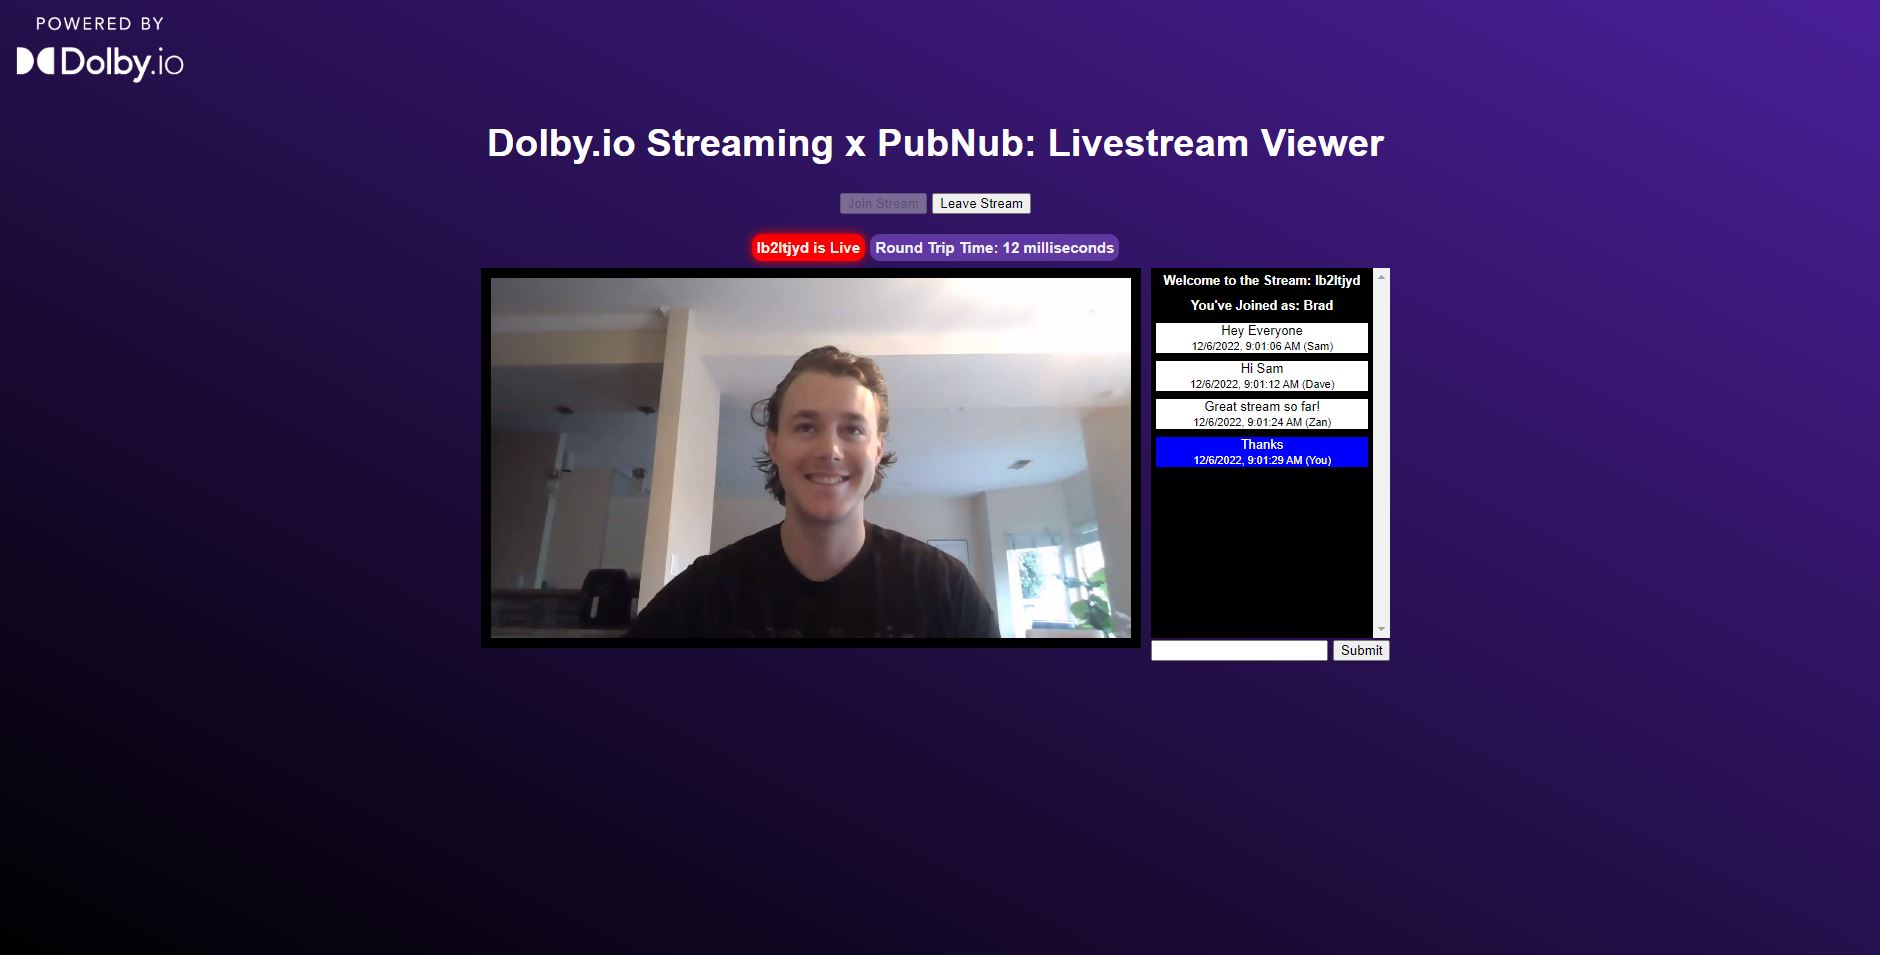 POWERED BY
Dolby.io
Dolby.io Streaming x PubNub: Livestream Viewer
Join Stream Leave Stream
lb2ltjyd is Live Round Trip Time: 12 milliseconds
Welcome to the Stream: lb2ltjyd
You've Joined as: Brad
Hey Everyone
12/6/2022, 9:01:06 AM (Sam)
Hi Sam
12/6/2022, 9:01:12 AM (Dave)
Great stream so far!
12/6/2022, 9:01:24 AM (Zan)
Thanks
12/6/2022, 9:01:29 AM (You)
Submit